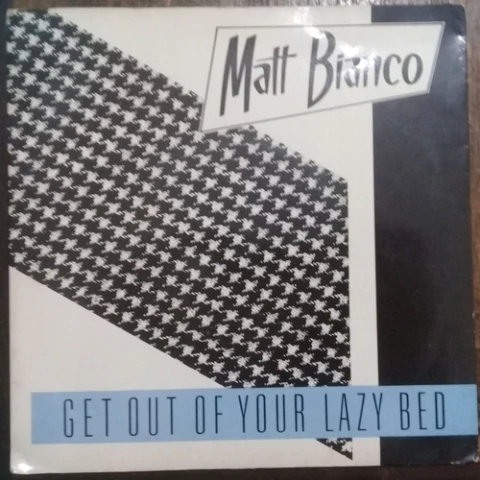 Matt Bianco
GET OUT OF YOUR LAZY BED